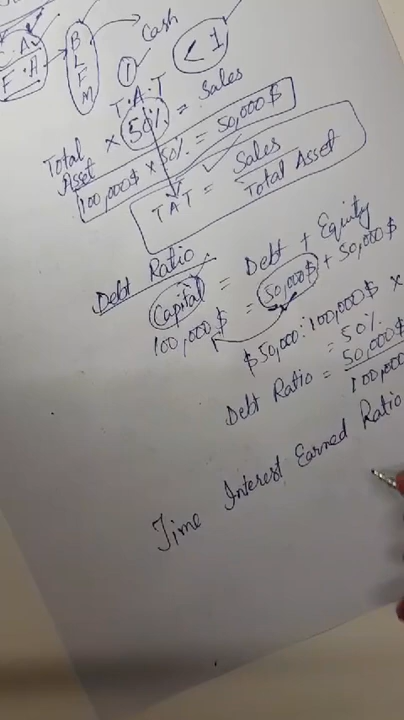 C.A
F.A
B
L
F
M
Cash
1
< 1
T.A.T
Total Asset × 50% = Sales
100,000$ × 50% = 50,000$
TAT = Sales / Total Asset
Debt Ratio
Capital = Debt + Equity
100,000$ = 50,000$ + 50,000$
$50,000 : 100,000$ ×
= 50%
Debt Ratio = 50,000$ / 100,000
Time Interest Earned Ratio